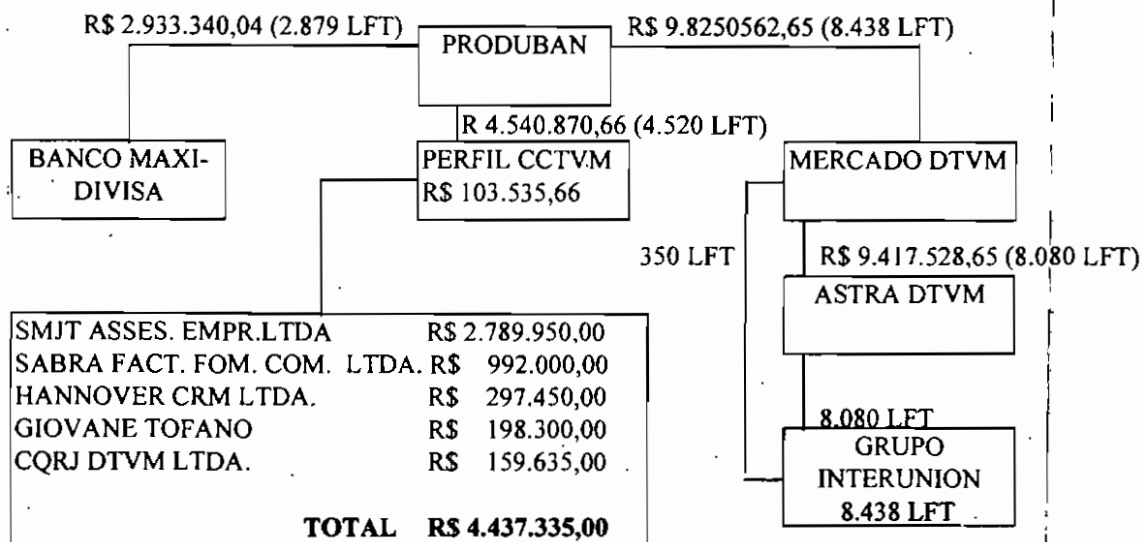 R$ 2.933.340,04 (2.879 LFT)
PRODUBAN
R$ 9.8250562,65 (8.438 LFT)
R 4.540.870,66 (4.520 LFT)
BANCO MAXI-
DIVISA
PERFIL CCTVM
R$ 103.535,66
MERCADO DTVM
350 LFT
R$ 9.417.528,65 (8.080 LFT)
ASTRA DTVM
SMJT ASSES. EMPR.LTDA R$ 2.789.950,00
SABRA FACT. FOM. COM. LTDA. R$ 992.000,00
HANNOVER CRM LTDA. R$ 297.450,00
GIOVANE TOFANO R$ 198.300,00
CQRJ DTVM LTDA. R$ 159.635,00
TOTAL R$ 4.437.335,00
8.080 LFT
GRUPO
INTERUNION
8.438 LFT